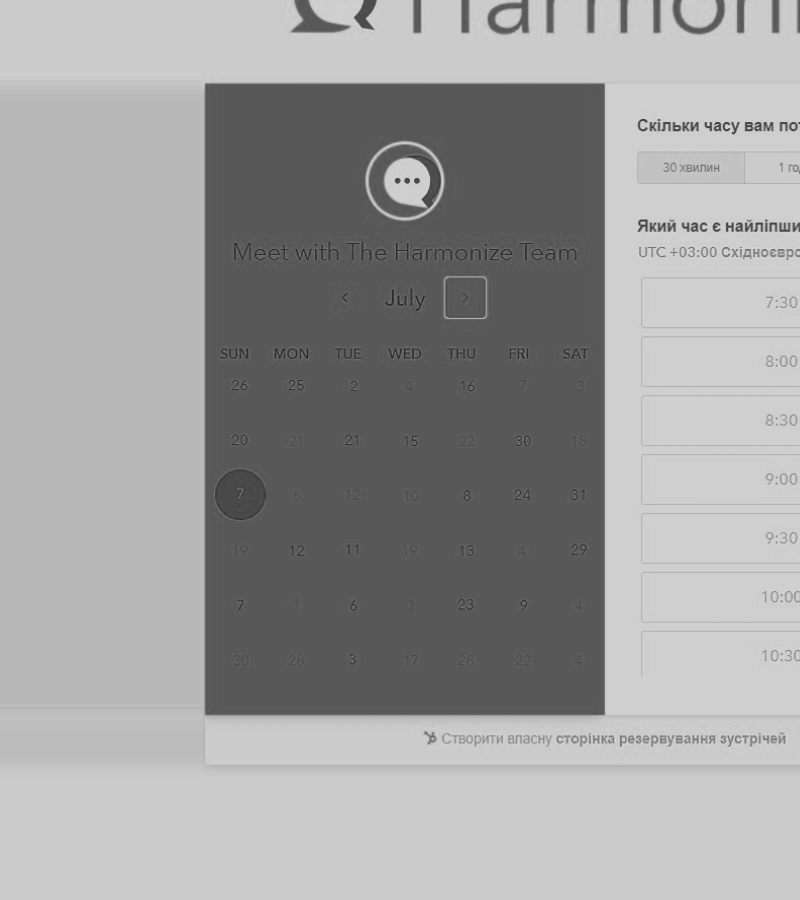 Harmoni
Meet with The Harmonize Team
July
SUN MON TUE WED THU FRI SAT
26 25 2 4 16 7 3
20 21 21 15 22 30 18
7 6 12 10 8 24 31
19 12 11 19 13 4 29
7 1 6 3 23 9 4
30 28 3 17 28 22 4
Скільки часу вам пот
30 хвилин 1 год
Який час є найліпши
UTC +03:00 Східноєвро
7:30
8:00
8:30
9:00
9:30
10:00
10:30
Створити власну сторінка резервування зустрічей